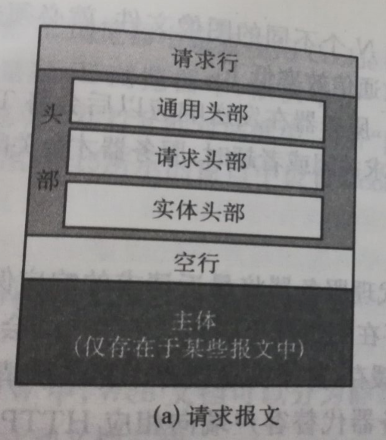 请求行
头
部
通用头部
请求头部
实体头部
空行
主体
(仅存在于某些报文中)
(a) 请求报文